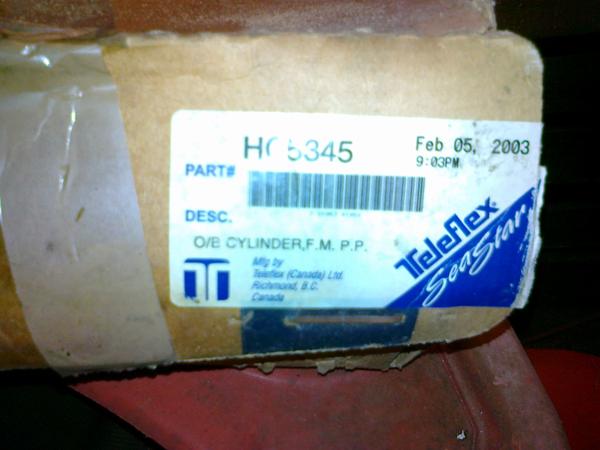 PART# HC5345
Feb 05, 2003
9:03PM
DESC.
O/B CYLINDER,F.M. P.P.
Mfg by
Teleflex (Canada) Ltd.
Richmond, B.C.
Canada
Teleflex
SeaStar